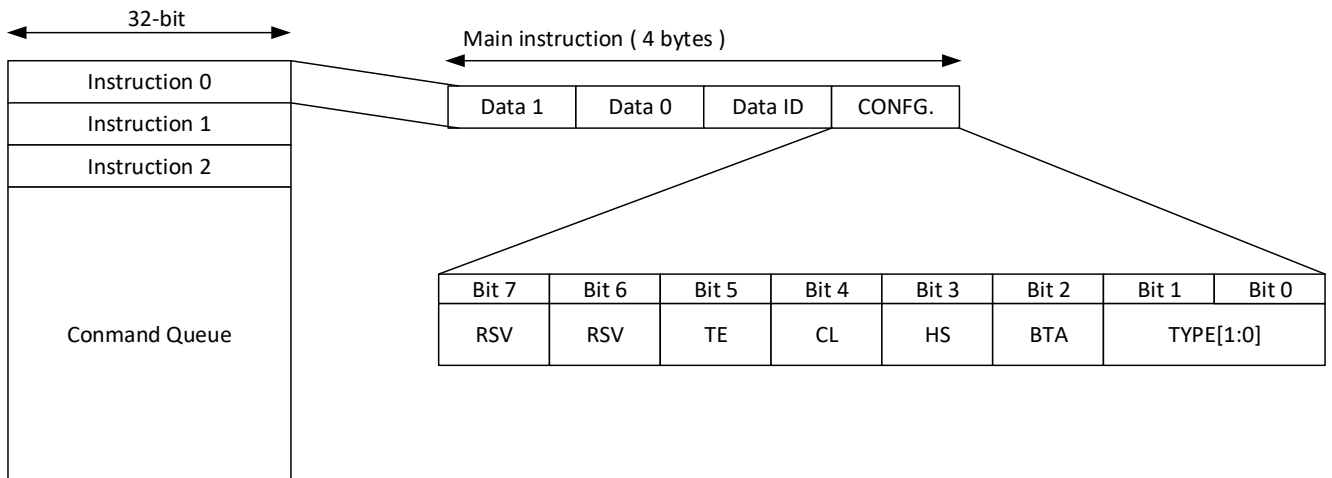 32-bit
Main instruction ( 4 bytes )
Instruction 0
Data 1 Data 0 Data ID CONFG.
Instruction 1
Instruction 2
Bit 7 Bit 6 Bit 5 Bit 4 Bit 3 Bit 2 Bit 1 Bit 0
Conmand Queue
RSV RSV TE CL HS BTA TYPE[1:0]